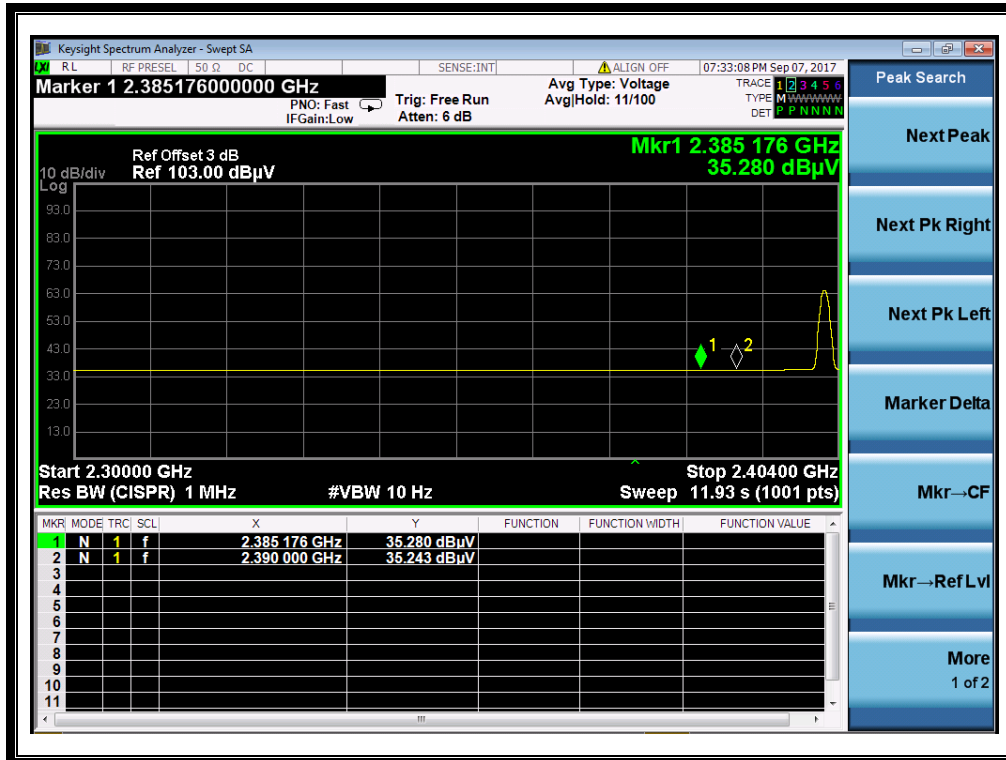 Keysight Spectrum Analyzer - Swept SA
LXI RL RF PRESEL 50 Ω DC SENSE:INT ALIGN OFF 07:33:08 PM Sep 07, 2017
Marker 1 2.385176000000 GHz
PNO: Fast
IFGain:Low
Trig: Free Run
Atten: 6 dB
Avg Type: Voltage
Avg|Hold: 11/100
TRACE 1 2 3 4 5 6
TYPE M W W W W W
DET P P N N N N
Peak Search
Mkr1 2.385 176 GHz
35.280 dBµV
Ref Offset 3 dB
10 dB/div Ref 103.00 dBµV
Log
93.0
83.0
73.0
63.0
53.0
43.0
33.0
23.0
13.0
1 2
Start 2.30000 GHz Stop 2.40400 GHz
Res BW (CISPR) 1 MHz #VBW 10 Hz Sweep 11.93 s (1001 pts)
MKR MODE TRC SCL X Y FUNCTION FUNCTION WIDTH FUNCTION VALUE
1 N 1 f 2.385 176 GHz 35.280 dBµV
2 N 1 f 2.390 000 GHz 35.243 dBµV
3
4
5
6
7
8
9
10
11
Next Peak
Next Pk Right
Next Pk Left
Marker Delta
Mkr→CF
Mkr→Ref Lvl
More
1 of 2